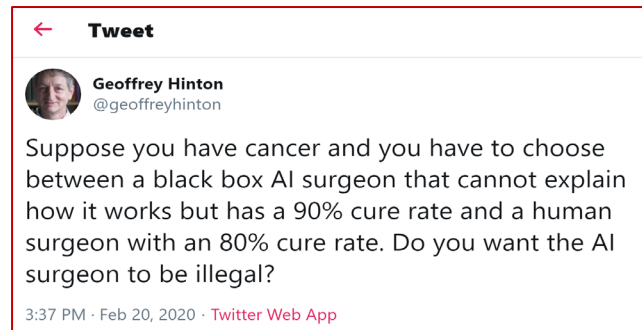 Tweet
Geoffrey Hinton
@geoffreyhinton
Suppose you have cancer and you have to choose
between a black box AI surgeon that cannot explain
how it works but has a 90% cure rate and a human
surgeon with an 80% cure rate. Do you want the AI
surgeon to be illegal?
3:37 PM · Feb 20, 2020 · Twitter Web App